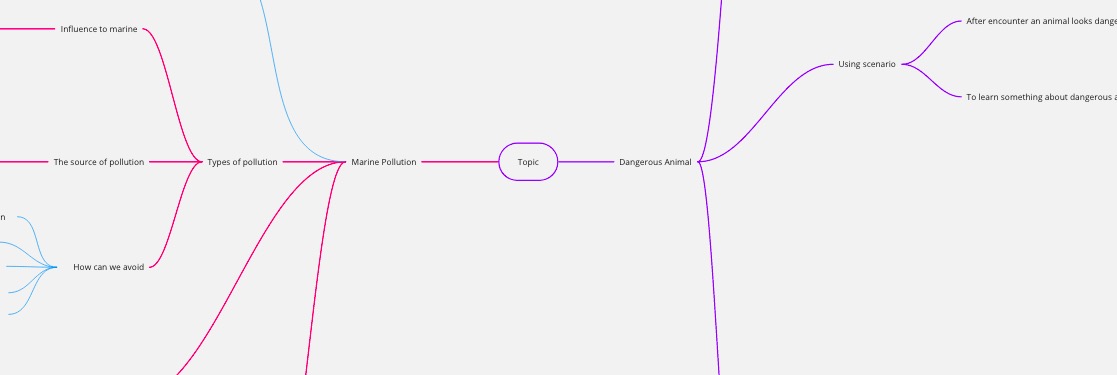 After encounter an animal looks dange
Influence to marine
Using scenario
To learn something about dangerous a
The source of pollution
Types of pollution
Marine Pollution
Topic
Dangerous Animal
n
How can we avoid